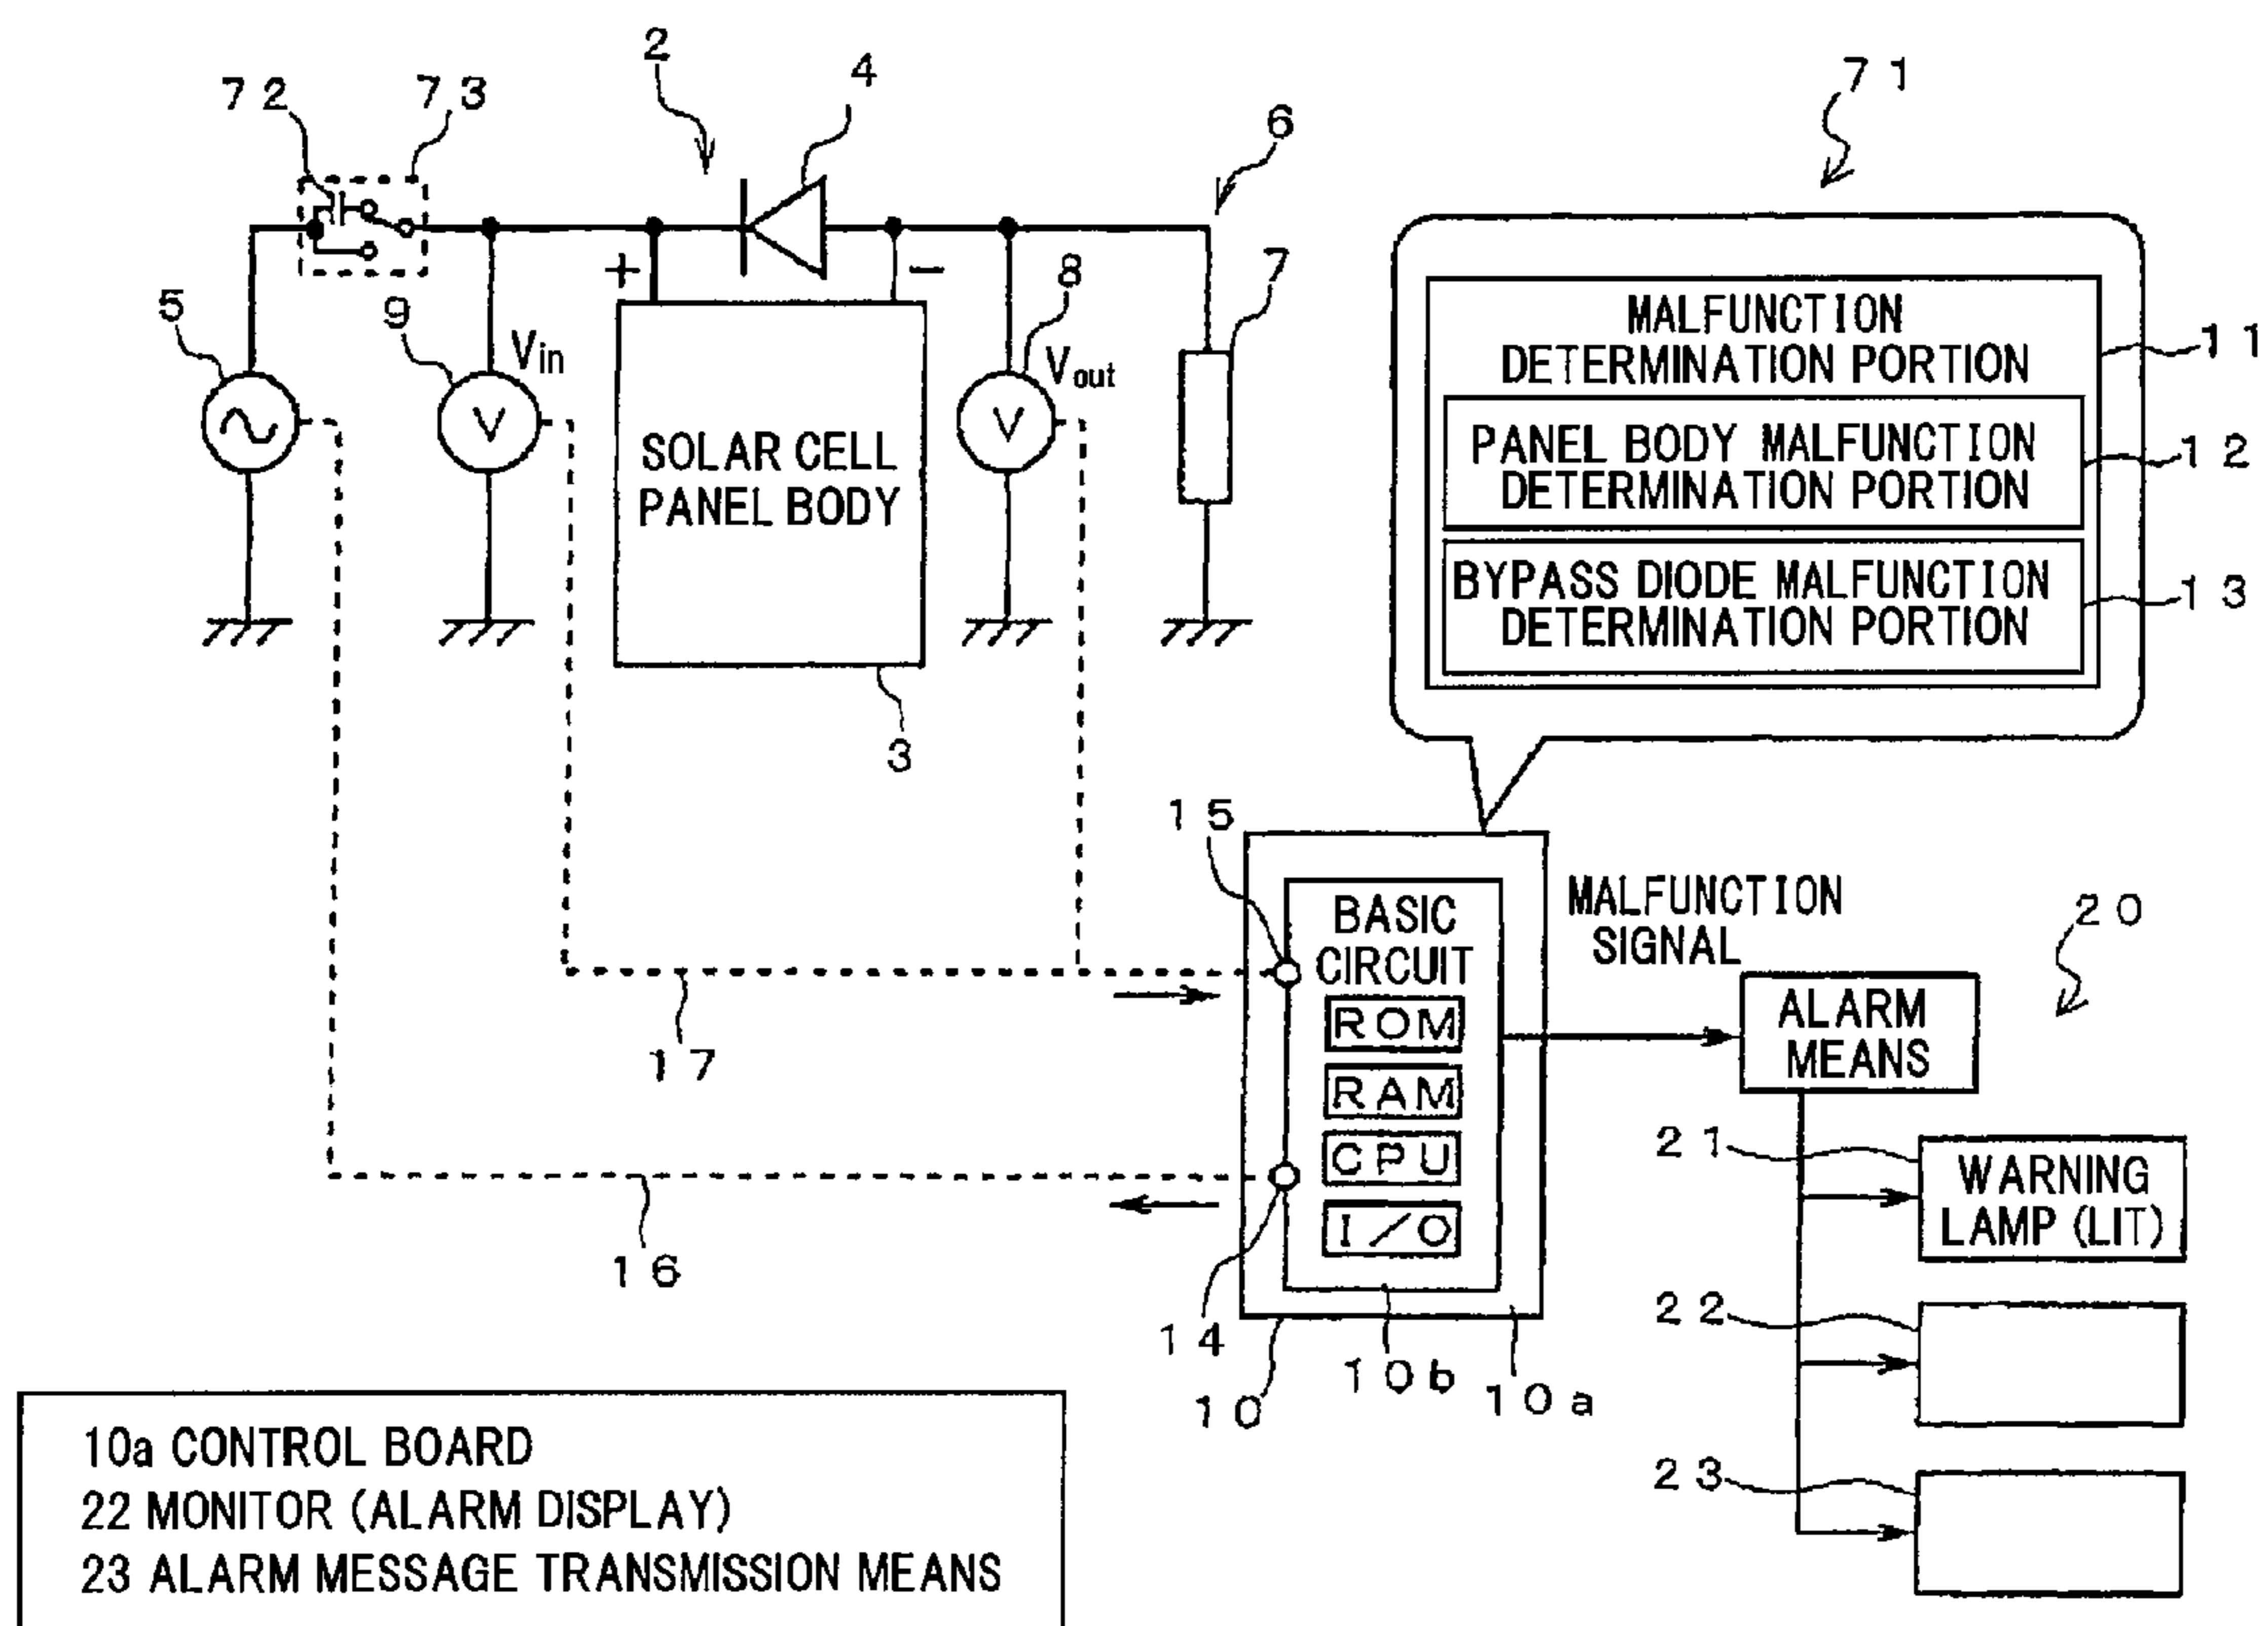 2
4
72
73
6
71
+
−
8
7
5
9
Vin
Vout
V
V
SOLAR CELL
PANEL BODY
3
MALFUNCTION
DETERMINATION PORTION
11
PANEL BODY MALFUNCTION
DETERMINATION PORTION
12
BYPASS DIODE MALFUNCTION
DETERMINATION PORTION
13
15
BASIC
CIRCUIT
ROM
RAM
CPU
I/O
MALFUNCTION
SIGNAL
20
ALARM
MEANS
17
16
14
10
10b
10a
21
WARNING
LAMP (LIT)
22
23
10a CONTROL BOARD
22 MONITOR (ALARM DISPLAY)
23 ALARM MESSAGE TRANSMISSION MEANS